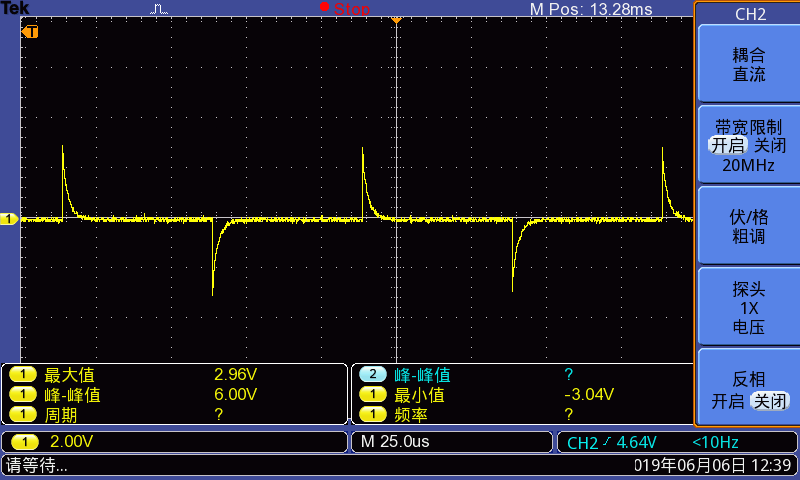 Tek
Stop
M Pos: 13.28ms
CH2
T
耦合
直流
带宽限制
开启 关闭
20MHz
1
伏/格
粗调
探头
1X
电压
反相
开启 关闭
1 最大值 2.96V
1 峰-峰值 6.00V
1 周期 ?
2 峰-峰值 ?
1 最小值 -3.04V
1 频率 ?
1 2.00V
M 25.0us
CH2 4.64V <10Hz
请等待...
019年06月06日 12:39